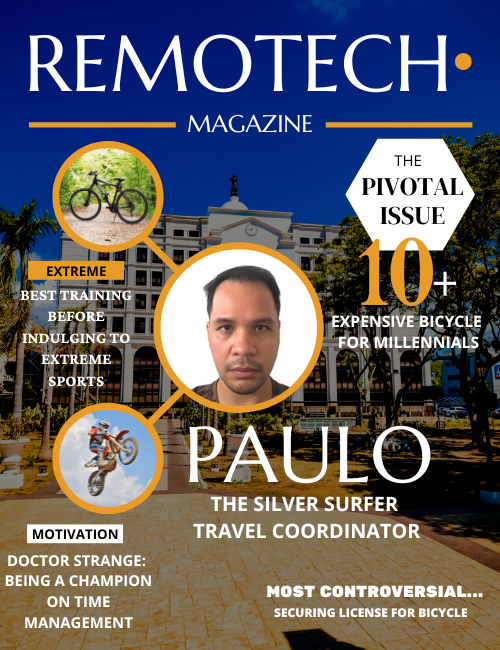 REMOTECH
MAGAZINE
THE
PIVOTAL
ISSUE
10+
EXPENSIVE BICYCLE
FOR MILLENNIALS
EXTREME
BEST TRAINING
BEFORE
INDULGING TO
EXTREME
SPORTS
PAULO
THE SILVER SURFER
TRAVEL COORDINATOR
MOTIVATION
DOCTOR STRANGE:
BEING A CHAMPION
ON TIME
MANAGEMENT
MOST CONTROVERSIAL...
SECURING LICENSE FOR BICYCLE